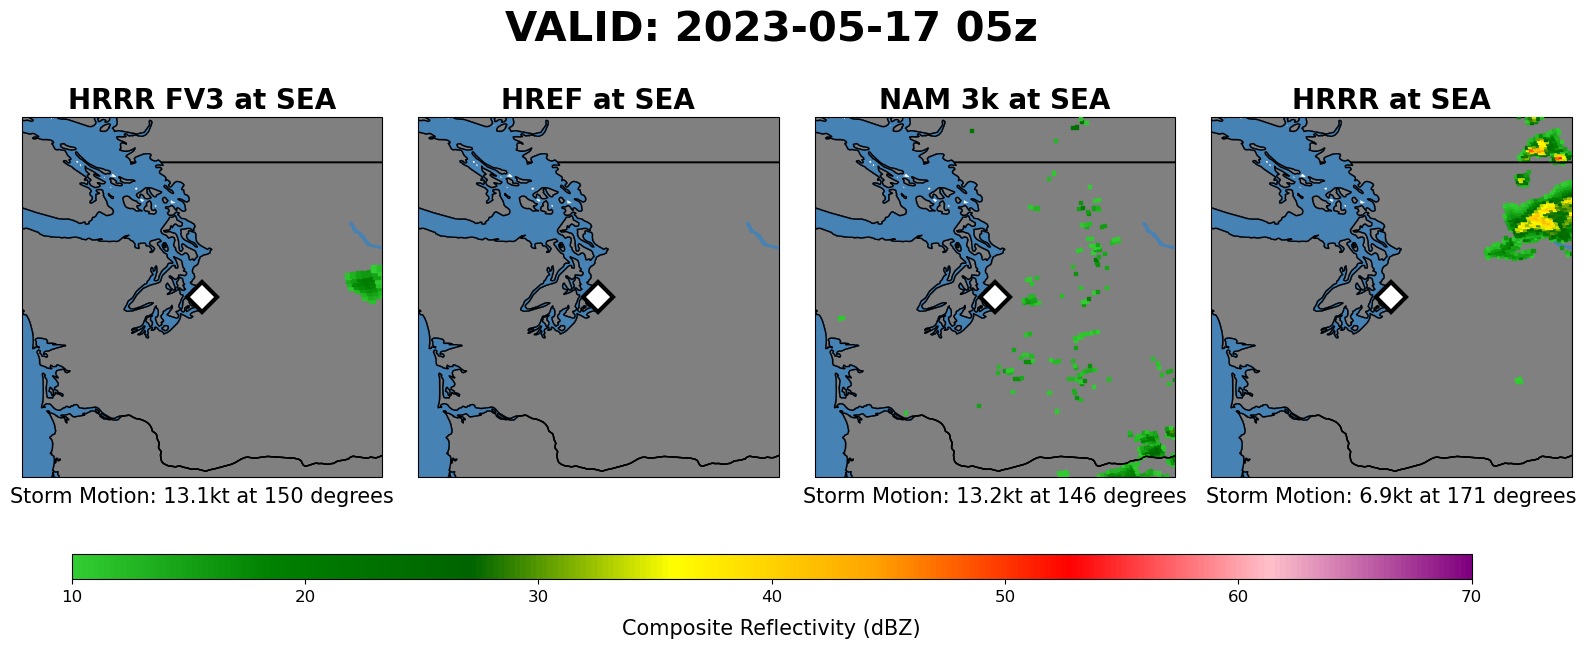 VALID: 2023-05-17 05z
HRRR FV3 at SEA
HREF at SEA
NAM 3k at SEA
HRRR at SEA
Storm Motion: 13.1kt at 150 degrees
Storm Motion: 13.2kt at 146 degrees
Storm Motion: 6.9kt at 171 degrees
10 20 30 40 50 60 70
Composite Reflectivity (dBZ)